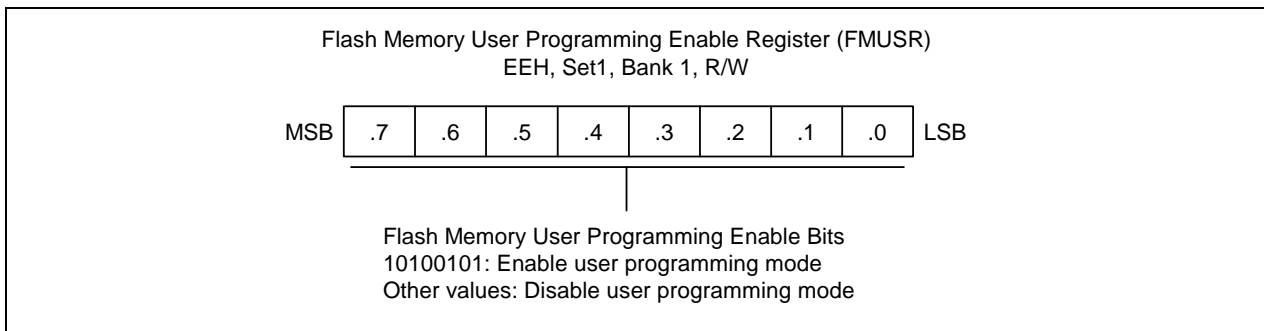 Flash Memory User Programming Enable Register (FMUSR)
EEH, Set1, Bank 1, R/W
MSB .7 .6 .5 .4 .3 .2 .1 .0 LSB
Flash Memory User Programming Enable Bits
10100101: Enable user programming mode
Other values: Disable user programming mode